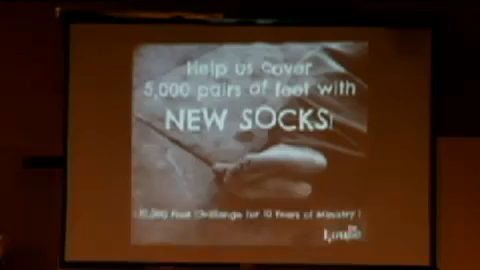 Help us cover
5,000 pairs of feet with
NEW SOCKS!
10,000 Foot Challenge for 10 Years of Ministry!